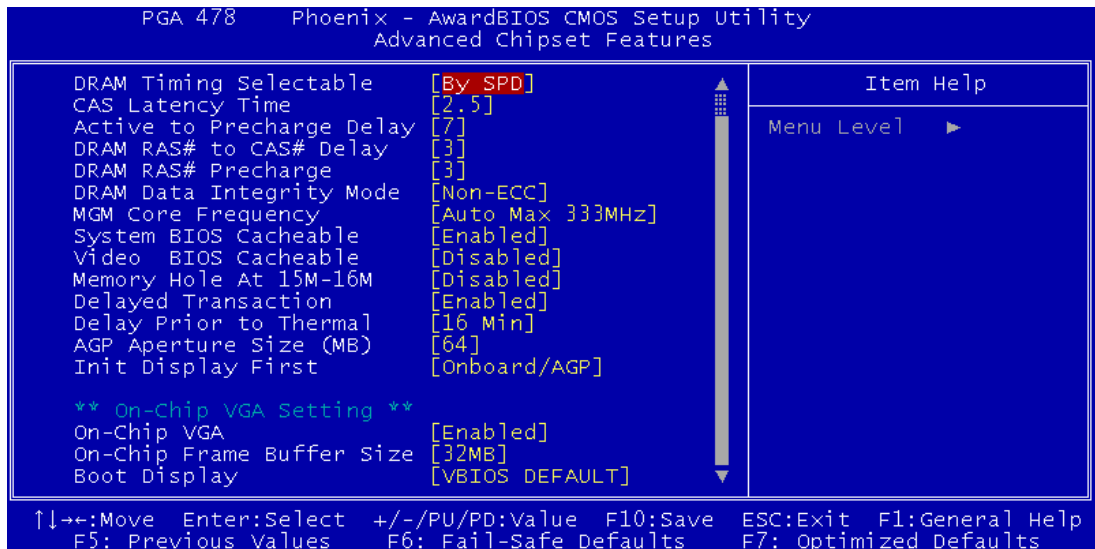 PGA 478 Phoenix - AwardBIOS CMOS Setup Utility
Advanced Chipset Features
DRAM Timing Selectable [By SPD]
CAS Latency Time [2.5]
Active to Precharge Delay [7]
DRAM RAS# to CAS# Delay [3]
DRAM RAS# Precharge [3]
DRAM Data Integrity Mode [Non-ECC]
MGM Core Frequency [Auto Max 333MHz]
System BIOS Cacheable [Enabled]
Video BIOS Cacheable [Disabled]
Memory Hole At 15M-16M [Disabled]
Delayed Transaction [Enabled]
Delay Prior to Thermal [16 Min]
AGP Aperture Size (MB) [64]
Init Display First [Onboard/AGP]
** On-Chip VGA Setting **
On-Chip VGA [Enabled]
On-Chip Frame Buffer Size [32MB]
Boot Display [VBIOS DEFAULT]
Item Help
Menu Level ►
↑↓→←:Move Enter:Select +/-/PU/PD:Value F10:Save ESC:Exit F1:General Help
F5: Previous Values F6: Fail-Safe Defaults F7: Optimized Defaults